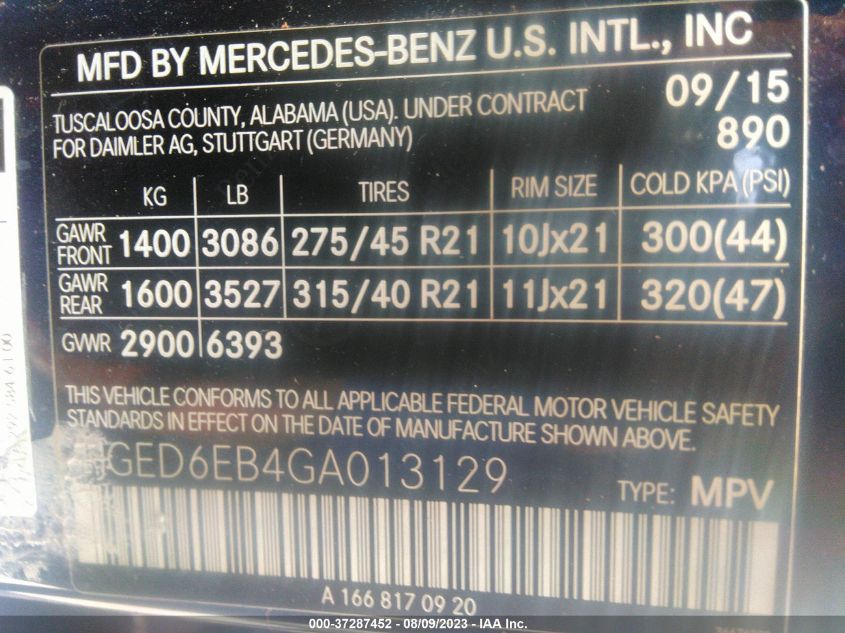 MFD BY MERCEDES-BENZ U.S. INTL., INC
TUSCALOOSA COUNTY, ALABAMA (USA). UNDER CONTRACT 09/15
FOR DAIMLER AG, STUTTGART (GERMANY) 890
KG LB TIRES RIM SIZE COLD KPA (PSI)
GAWR FRONT 1400 3086 275/45 R21 10Jx21 300(44)
GAWR REAR 1600 3527 315/40 R21 11Jx21 320(47)
GVWR 2900 6393
THIS VEHICLE CONFORMS TO ALL APPLICABLE FEDERAL MOTOR VEHICLE SAFETY
STANDARDS IN EFFECT ON THE DATE OF MANUFACTURE SHOWN ABOVE.
GED6EB4GA013129 TYPE: MPV
A 166 817 09 20
000-37287452 - 08/09/2023 - IAA Inc.